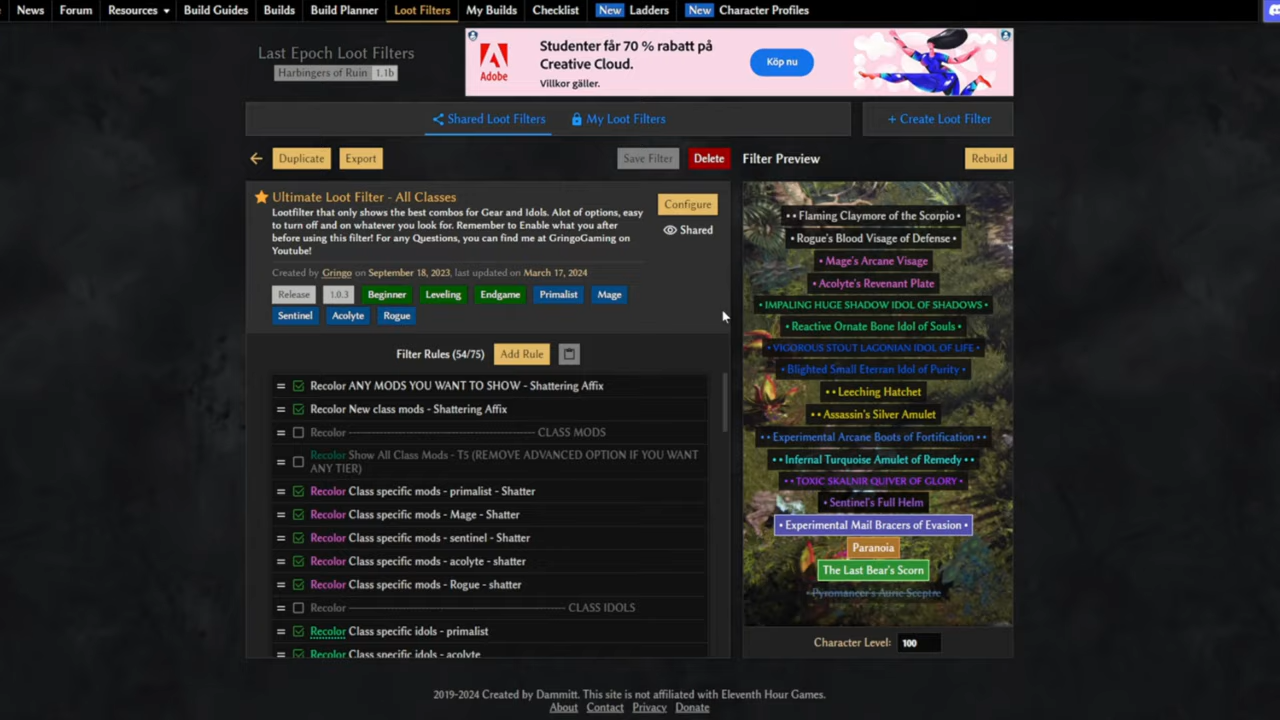 News
Forum
Resources
Build Guides
Builds
Build Planner
Loot Filters
My Builds
Checklist
New Ladders
New Character Profiles
Last Epoch Loot Filters
Harbingers of Ruin 1.1b
Adobe
Studenter får 70 % rabatt på
Creative Cloud.
Villkor gäller.
Köp nu
Shared Loot Filters
My Loot Filters
+ Create Loot Filter
Duplicate
Export
Save Filter
Delete
Filter Preview
Rebuild
Ultimate Loot Filter - All Classes
Configure
Lootfilter that only shows the best combos for Gear and Idols. Alot of options, easy
to turn off and on whatever you look for. Remember to Enable what you after
before using this filter! For any Questions, you can find me at GringoGaming on
Youtube!
Shared
Created by Gringo on September 18, 2023, last updated on March 17, 2024
Release 1.0.3 Beginner Leveling Endgame Primalist Mage
Sentinel Acolyte Rogue
Filter Rules (54/75)
Add Rule
Recolor ANY MODS YOU WANT TO SHOW - Shattering Affix
Recolor New class mods - Shattering Affix
Recolor ---------------------------------------- CLASS MODS
Recolor Show All Class Mods - T5 (REMOVE ADVANCED OPTION IF YOU WANT
ANY TIER)
Recolor Class specific mods - primalist - Shatter
Recolor Class specific mods - Mage - Shatter
Recolor Class specific mods - sentinel - Shatter
Recolor Class specific mods - acolyte - shatter
Recolor Class specific mods - Rogue - shatter
Recolor ---------------------------------------------- CLASS IDOLS
Recolor Class specific idols - primalist
Recolor Class specific idols - acolyte
• • Flaming Claymore of the Scorpio •
• Rogue's Blood Visage of Defense •
• Mage's Arcane Visage
• Acolyte's Revenant Plate
• IMPALING HUGE SHADOW IDOL OF SHADOWS •
• Reactive Ornate Bone Idol of Souls •
• VIGOROUS STOUT LAGONIAN IDOL OF LIFE •
• Blighted Small Eterran Idol of Purity •
• • Leeching Hatchet
• • Assassin's Silver Amulet
• • Experimental Arcane Boots of Fortification • •
• • Infernal Turquoise Amulet of Remedy • •
• • TOXIC SKALNIR QUIVER OF GLORY •
• Sentinel's Full Helm
• Experimental Mail Bracers of Evasion •
Paranoia
The Last Bear's Scorn
• Pyromancer's Auric Sceptre
Character Level: 100
2019-2024 Created by Dammitt. This site is not affiliated with Eleventh Hour Games.
About Contact Privacy Donate